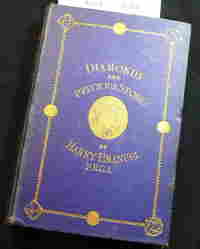 DIAMONDS
AND
PRECIOUS STONES
BY
HARRY EMANUEL
F.R.G.S.